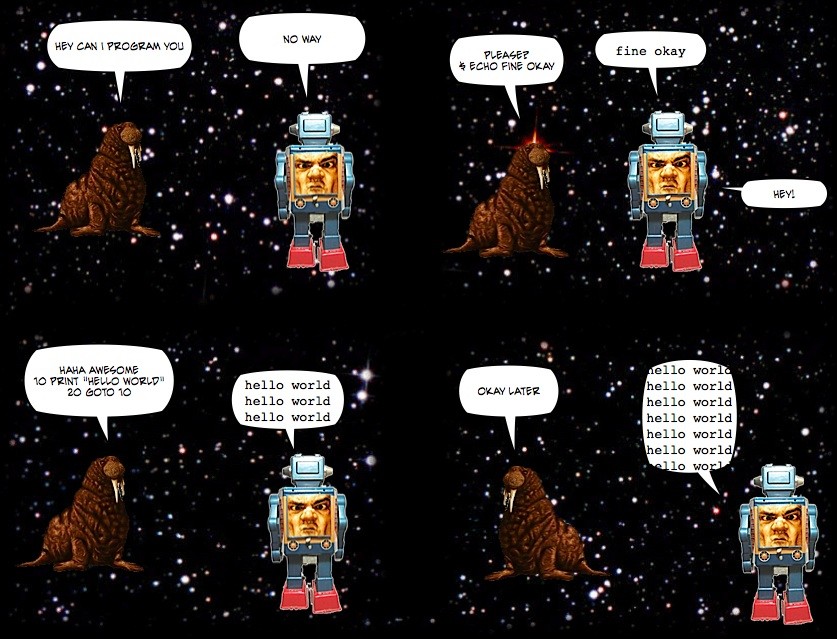 HEY CAN I PROGRAM YOU
NO WAY
PLEASE?
$ ECHO FINE OKAY
fine okay
HEY!
HAHA AWESOME
10 PRINT "HELLO WORLD"
20 GOTO 10
hello world
hello world
hello world
OKAY LATER
hello world
hello world
hello world
hello world
hello world
hello world
hello world